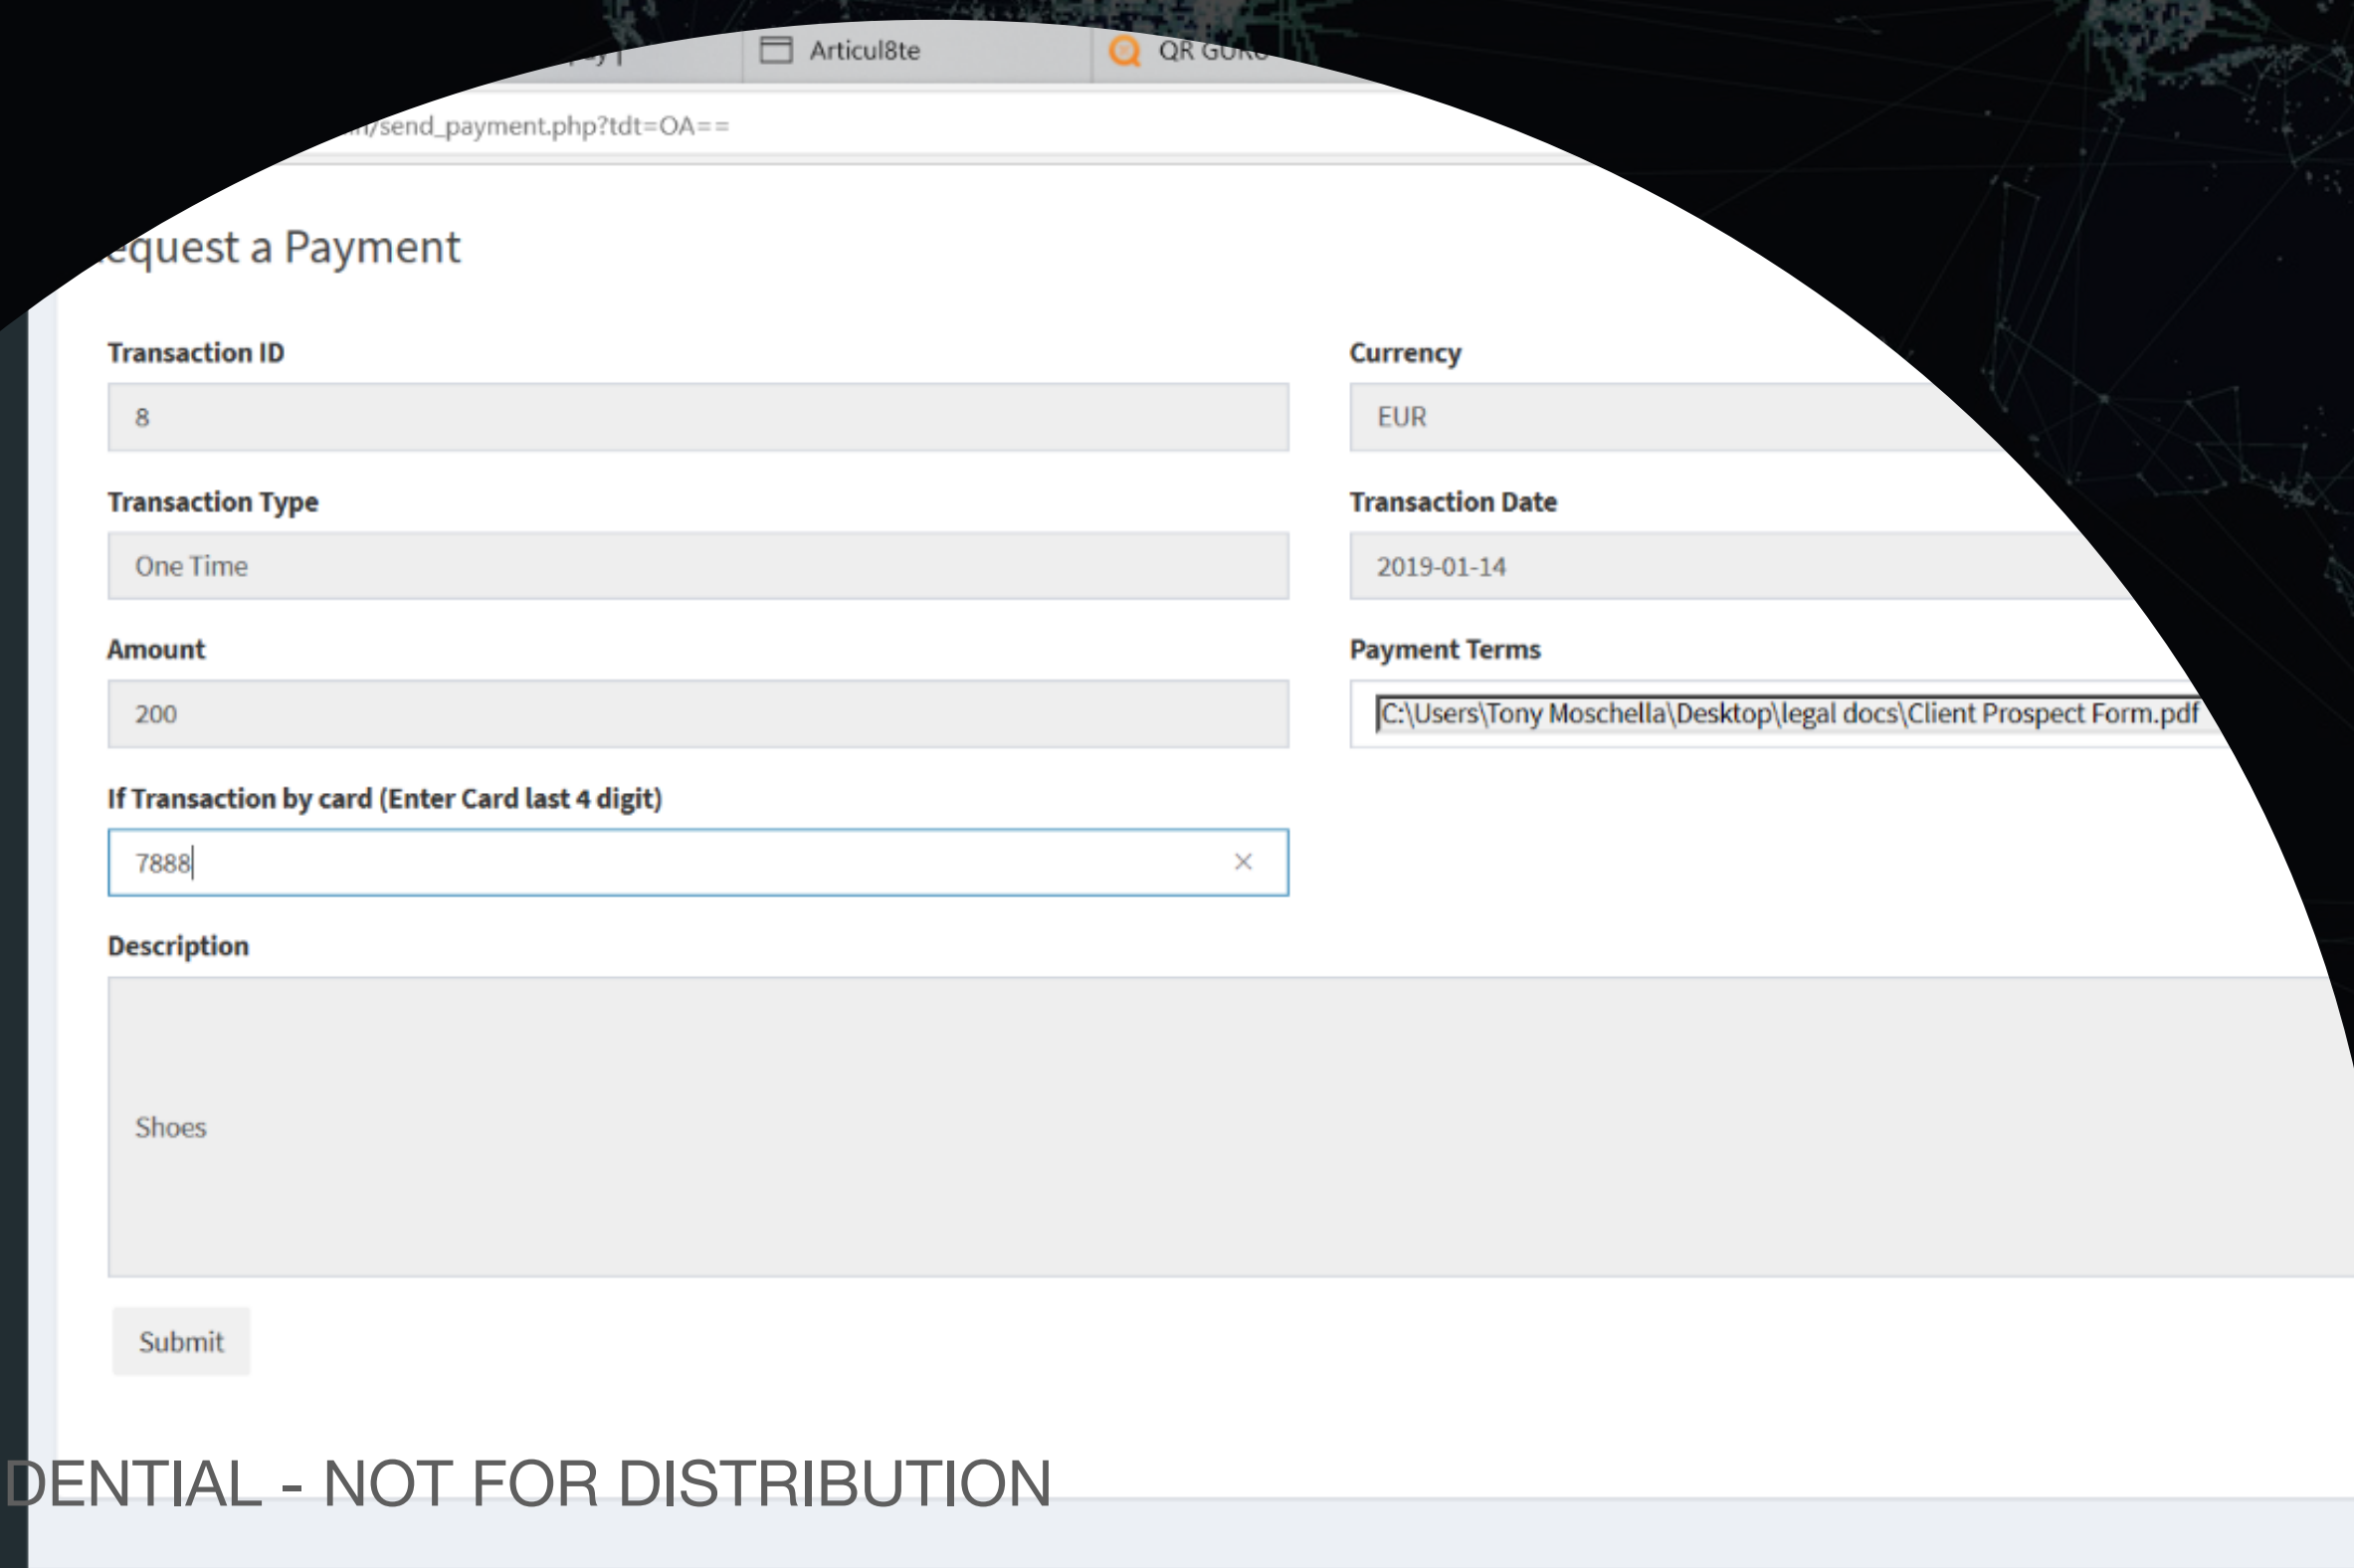 Articul8te
QR GURU
/send_payment.php?tdt=OA==
equest a Payment
Transaction ID
Currency
8
EUR
Transaction Type
Transaction Date
One Time
2019-01-14
Amount
Payment Terms
200
C:\Users\Tony Moschella\Desktop\legal docs\Client Prospect Form.pdf
If Transaction by card (Enter Card last 4 digit)
7888
Description
Shoes
Submit
DENTIAL - NOT FOR DISTRIBUTION